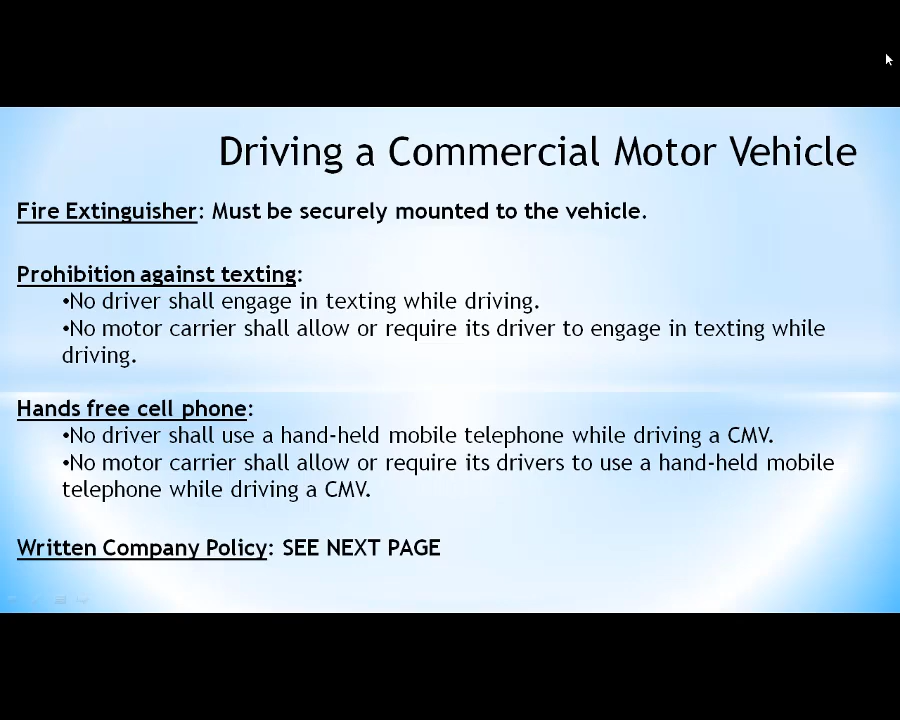 Driving a Commercial Motor Vehicle
Fire Extinguisher: Must be securely mounted to the vehicle.
Prohibition against texting:
•No driver shall engage in texting while driving.
•No motor carrier shall allow or require its driver to engage in texting while
driving.
Hands free cell phone:
•No driver shall use a hand-held mobile telephone while driving a CMV.
•No motor carrier shall allow or require its drivers to use a hand-held mobile
telephone while driving a CMV.
Written Company Policy: SEE NEXT PAGE